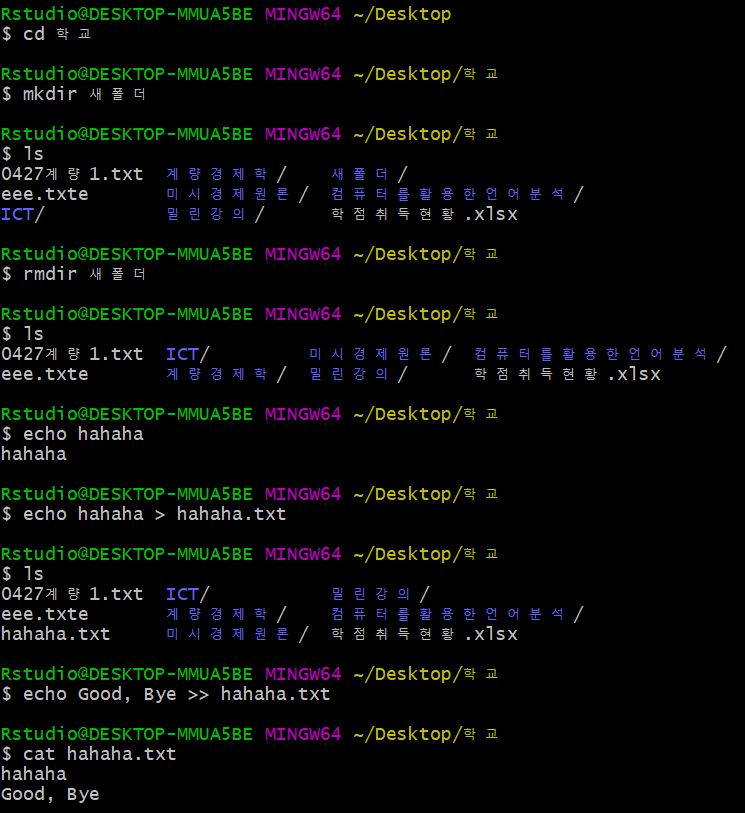 Rstudio@DESKTOP-MMUA5BE MINGW64 ~/Desktop
$ cd 학교
Rstudio@DESKTOP-MMUA5BE MINGW64 ~/Desktop/학교
$ mkdir 새폴더
Rstudio@DESKTOP-MMUA5BE MINGW64 ~/Desktop/학교
$ ls
0427계량 1.txt 계량경제학/ 새폴더/
eee.txte 미시경제원론/ 컴퓨터를활용한언어분석/
ICT/ 밀린강의/ 학점취득현황.xlsx
Rstudio@DESKTOP-MMUA5BE MINGW64 ~/Desktop/학교
$ rmdir 새폴더
Rstudio@DESKTOP-MMUA5BE MINGW64 ~/Desktop/학교
$ ls
0427계량 1.txt ICT/ 미시경제원론/ 컴퓨터를활용한언어분석/
eee.txte 계량경제학/ 밀린강의/ 학점취득현황.xlsx
Rstudio@DESKTOP-MMUA5BE MINGW64 ~/Desktop/학교
$ echo hahaha
hahaha
Rstudio@DESKTOP-MMUA5BE MINGW64 ~/Desktop/학교
$ echo hahaha > hahaha.txt
Rstudio@DESKTOP-MMUA5BE MINGW64 ~/Desktop/학교
$ ls
0427계량 1.txt ICT/ 밀린강의/
eee.txte 계량경제학/ 컴퓨터를활용한언어분석/
hahaha.txt 미시경제원론/ 학점취득현황.xlsx
Rstudio@DESKTOP-MMUA5BE MINGW64 ~/Desktop/학교
$ echo Good, Bye >> hahaha.txt
Rstudio@DESKTOP-MMUA5BE MINGW64 ~/Desktop/학교
$ cat hahaha.txt
hahaha
Good, Bye